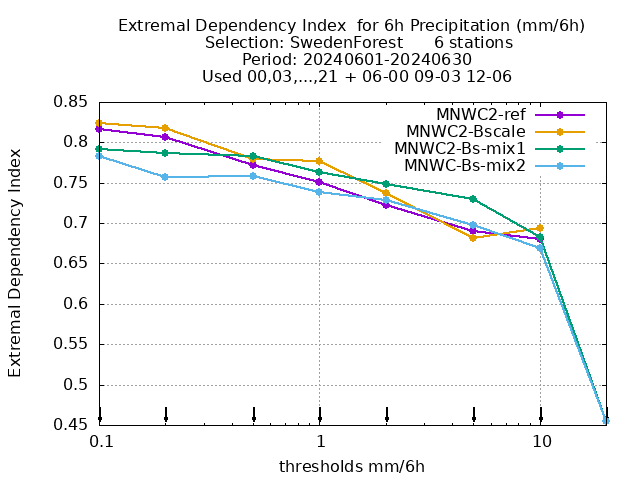 Extremal Dependency Index  for 6h Precipitation (mm/6h)
Selection: SwedenForest      6 stations
Period: 20240601-20240630
Used 00,03,...,21 + 06-00 09-03 12-06
MNWC2-ref
MNWC2-Bscale
MNWC2-Bs-mix1
MNWC-Bs-mix2
Extremal Dependency Index
0.85
0.8
0.75
0.7
0.65
0.6
0.55
0.5
0.45
0.1
1
10
thresholds mm/6h